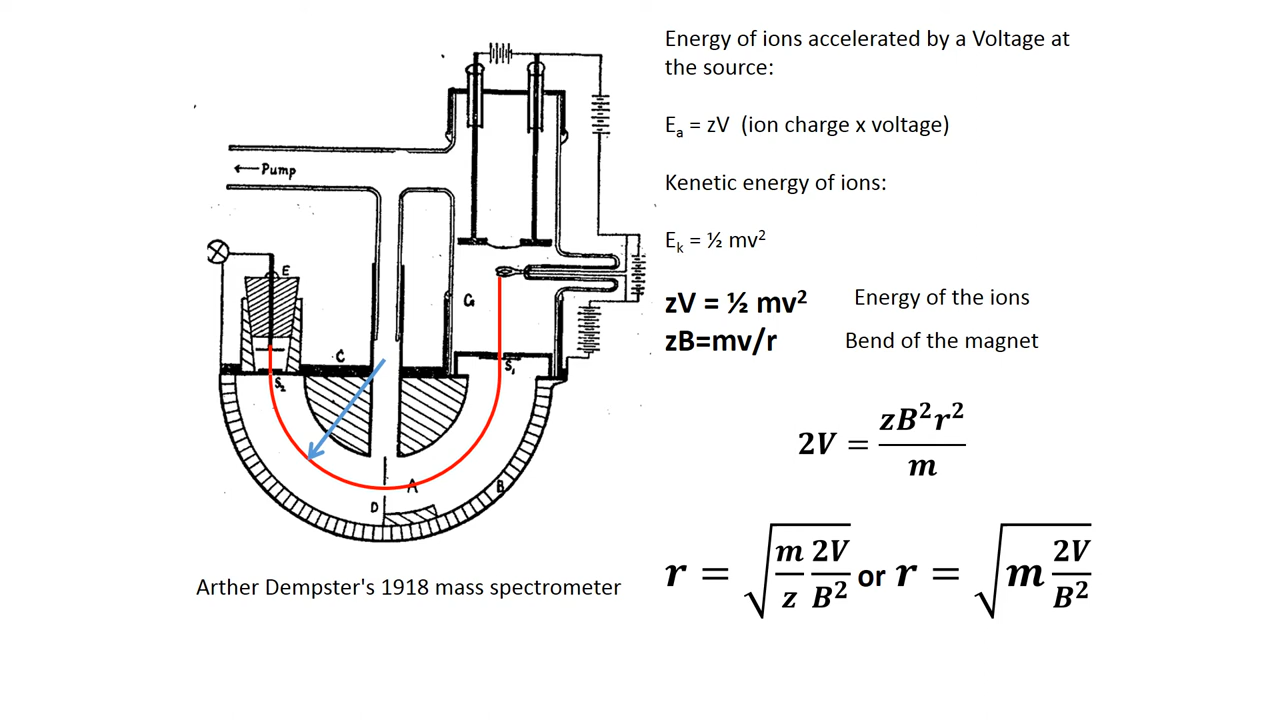 Energy of ions accelerated by a Voltage at
the source:
Eₐ = zV (ion charge x voltage)
Kenetic energy of ions:
Eₖ = ½ mv²
zV = ½ mv² Energy of the ions
zB=mv/r Bend of the magnet
2V = zB²r² / m
r = √(m/z 2V/B²) or r = √(m 2V/B²)
←Pump
E
G
C
S₂
S₁
A
B
D
Arther Dempster's 1918 mass spectrometer